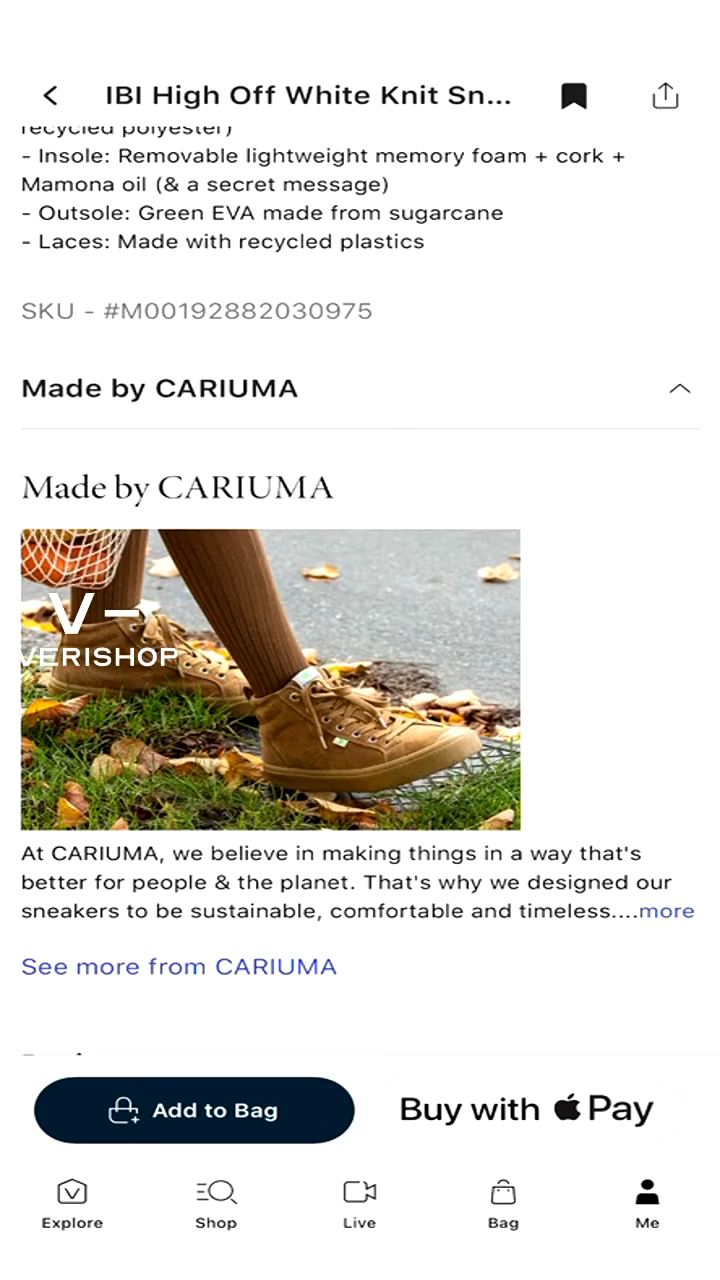 IBI High Off White Knit Sn...
recycled polyester)
- Insole: Removable lightweight memory foam + cork +
Mamona oil (& a secret message)
- Outsole: Green EVA made from sugarcane
- Laces: Made with recycled plastics
SKU - #M00192882030975
Made by CARIUMA
Made by CARIUMA
V-
VERISHOP
At CARIUMA, we believe in making things in a way that's
better for people & the planet. That's why we designed our
sneakers to be sustainable, comfortable and timeless....more
See more from CARIUMA
Add to Bag
Buy with Pay
Explore Shop Live Bag Me